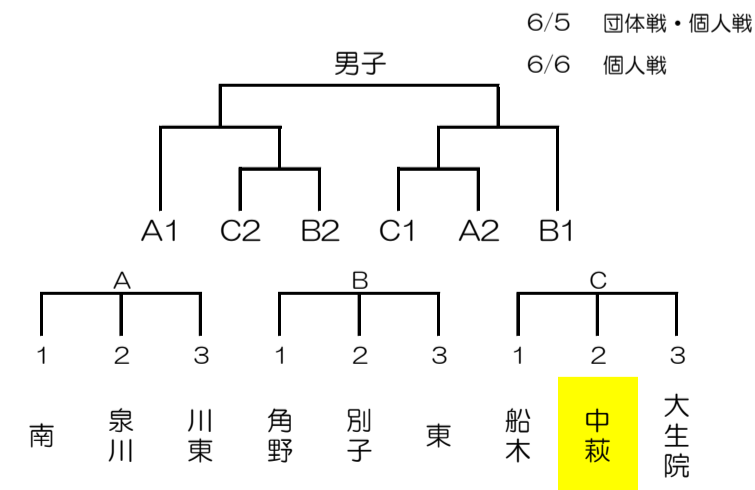 6/5 団体戦・個人戦
男子
6/6 個人戦
A1 C2 B2 C1 A2 B1
A B C
1 2 3 1 2 3 1 2 3
南 泉川 川東 角野 別子 東 船木 中萩 大生院